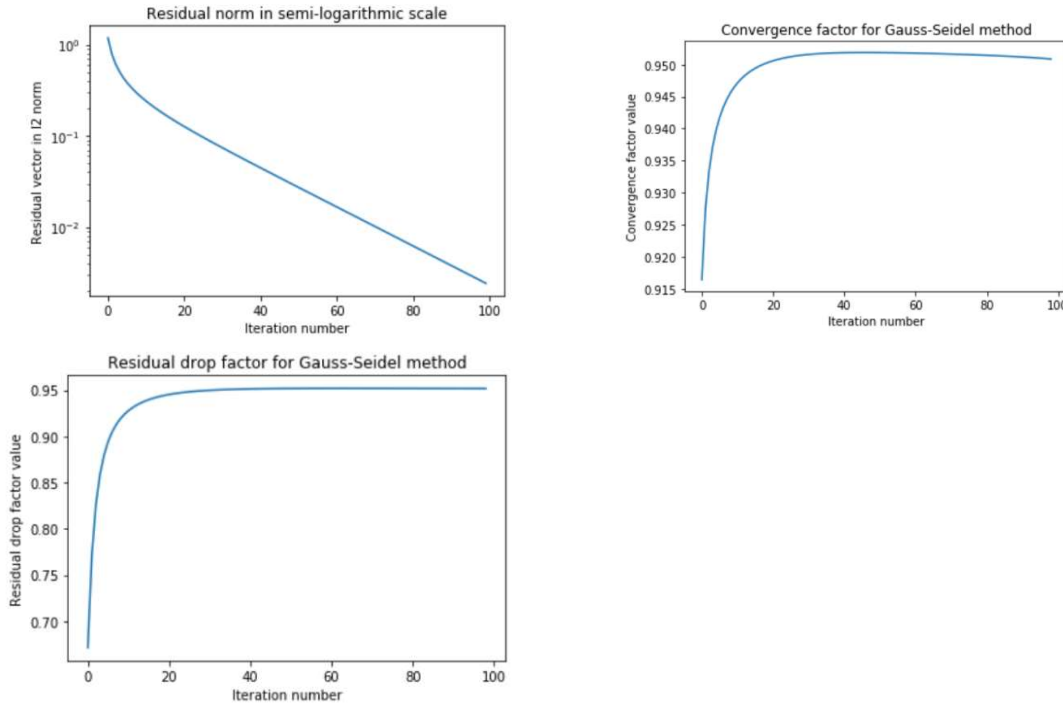 Residual norm in semi-logarithmic scale
Residual vector in l2 norm
10⁰
10⁻¹
10⁻²
0 20 40 60 80 100
Iteration number
Convergence factor for Gauss-Seidel method
Convergence factor value
0.950
0.945
0.940
0.935
0.930
0.925
0.920
0.915
0 20 40 60 80 100
Iteration number
Residual drop factor for Gauss-Seidel method
Residual drop factor value
0.95
0.90
0.85
0.80
0.75
0.70
0 20 40 60 80 100
Iteration number